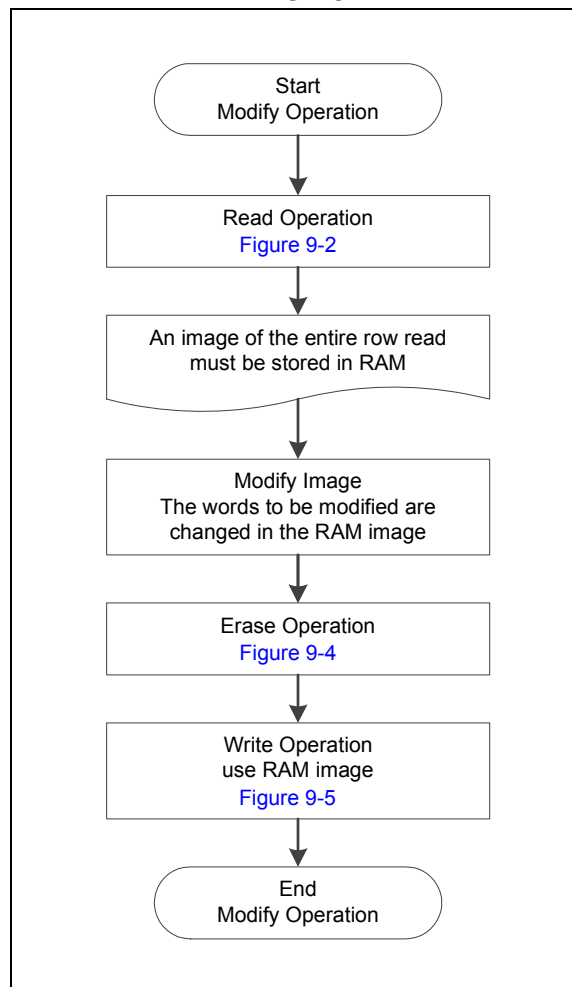 Start
Modify Operation
Read Operation
Figure 9-2
An image of the entire row read
must be stored in RAM
Modify Image
The words to be modified are
changed in the RAM image
Erase Operation
Figure 9-4
Write Operation
use RAM image
Figure 9-5
End
Modify Operation